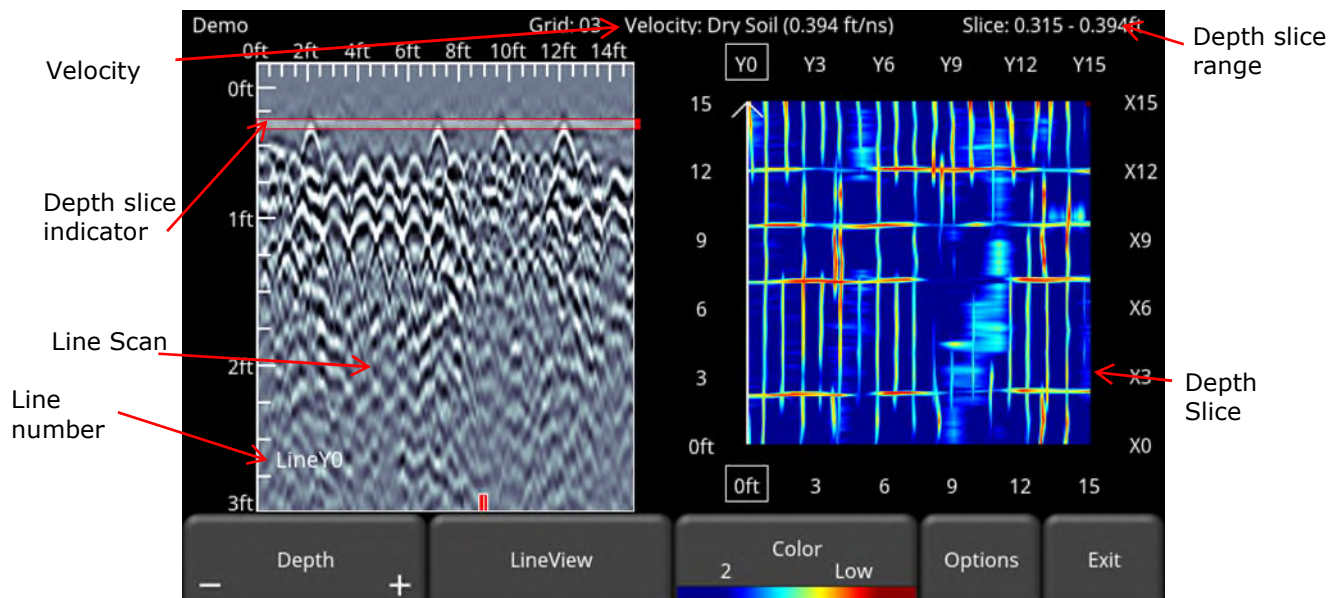 Demo
Grid: 03
Velocity: Dry Soil (0.394 ft/ns)
Slice: 0.315 - 0.394ft
Velocity
Depth slice
range
0ft 2ft 4ft 6ft 8ft 10ft 12ft 14ft
0ft
1ft
2ft
3ft
Depth slice
indicator
Line Scan
Line
number
LineY0
Y0 Y3 Y6 Y9 Y12 Y15
15
12
9
6
3
0ft
X15
X12
X9
X6
X3
X0
0ft 3 6 9 12 15
Depth
Slice
Depth
− +
LineView
Color
2 Low
Options
Exit